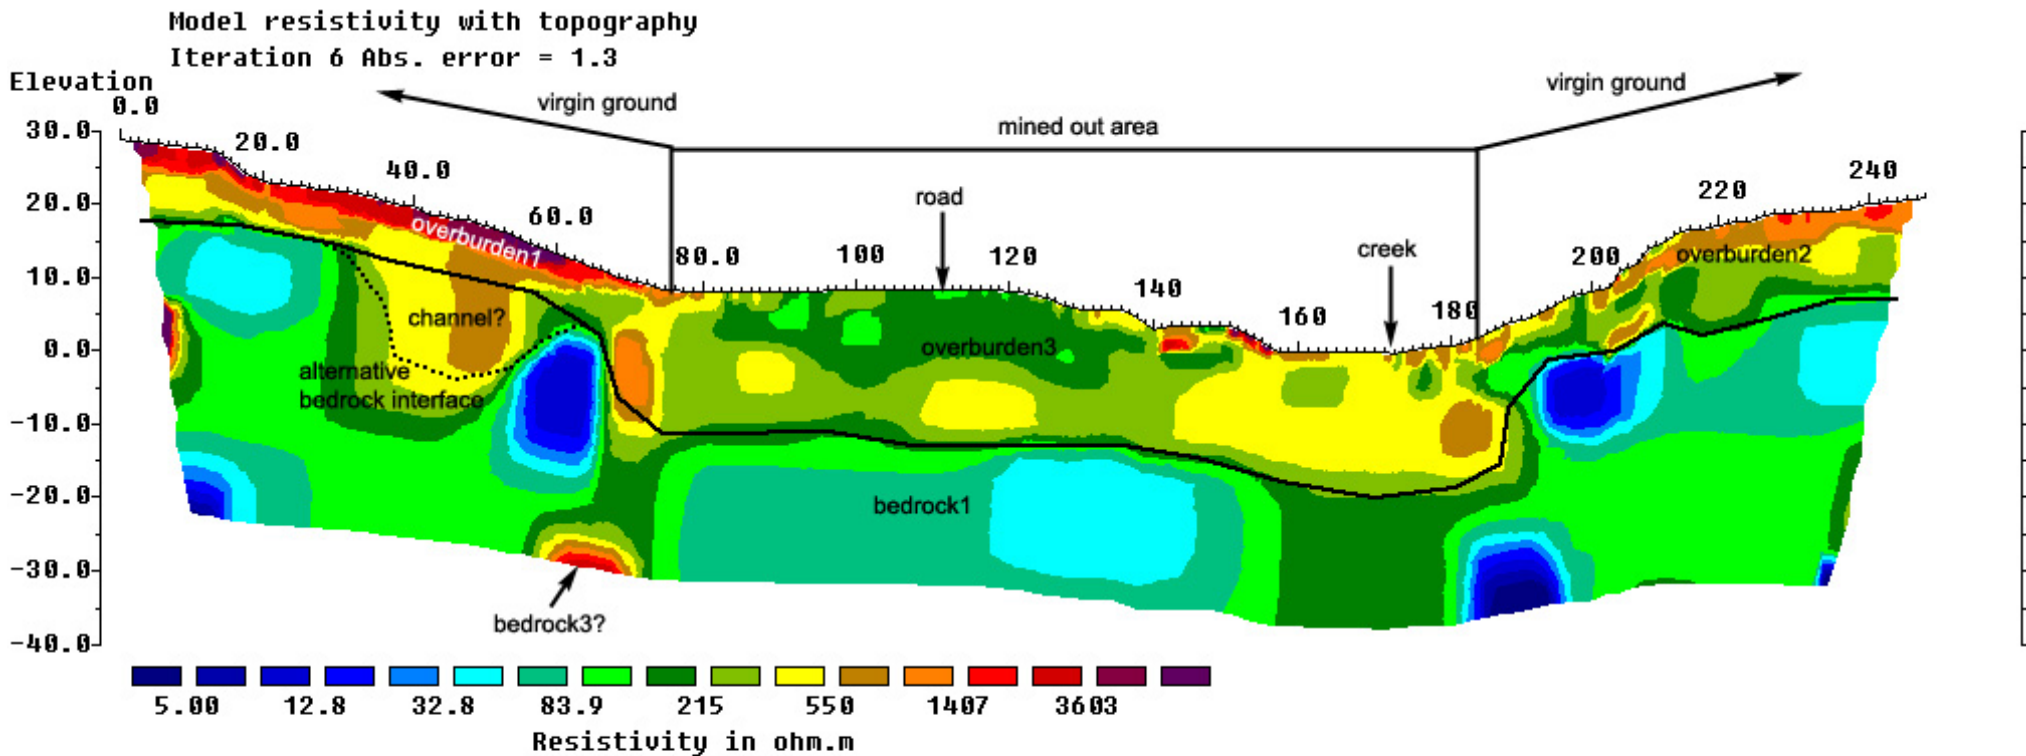 Model resistivity with topography
Iteration 6 Abs. error = 1.3
Elevation
0.0
virgin ground
virgin ground
mined out area
30.0
20.0
40.0
road
220
240
20.0
60.0
overburden1
80.0
100
120
creek
200
overburden2
10.0
140
160
180
channel?
0.0
overburden3
alternative
bedrock interface
-10.0
-20.0
bedrock1
-30.0
bedrock3?
-40.0
5.00 12.8 32.8 83.9 215 550 1407 3603
Resistivity in ohm.m